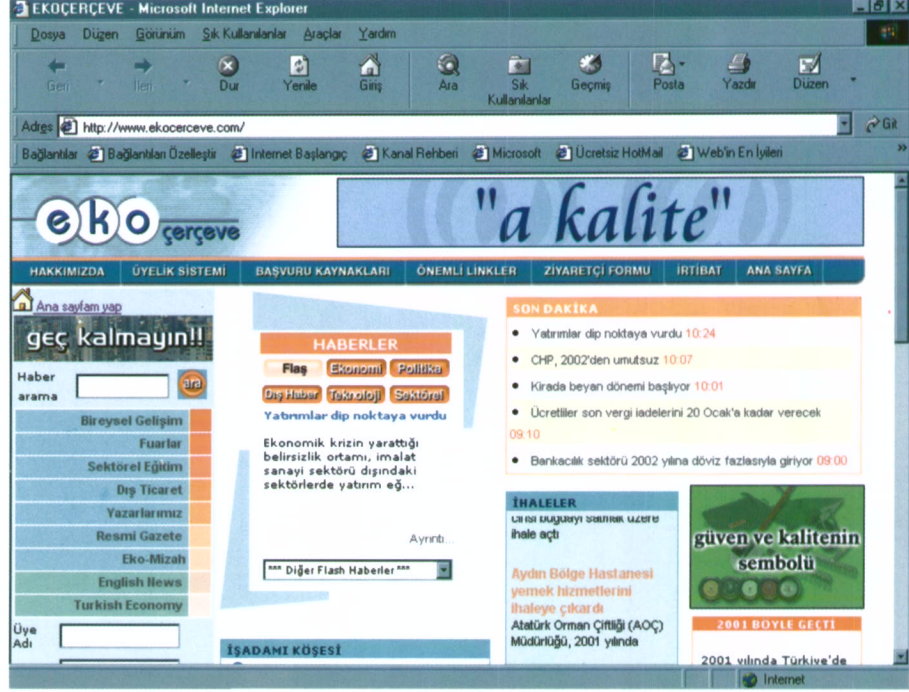 EKOÇERÇEVE - Microsoft Internet Explorer
Dosya Düzen Görünüm Sık Kullanılanlar Araçlar Yardım
Geri İleri Dur Yenile Giriş Ara Sık Kullanılanlar Geçmiş Posta Yazdır Düzen
Adres http://www.ekocerceve.com/ Git
Bağlantılar Bağlantıları Özelleştir Internet Başlangıç Kanal Rehberi Microsoft Ücretsiz HotMail Web'in En İyileri »
eko çerçeve
"a kalite"
HAKKIMIZDA ÜYELİK SİSTEMİ BAŞVURU KAYNAKLARI ÖNEMLİ LİNKLER ZİYARETÇİ FORMU İRTİBAT ANA SAYFA
Ana sayfam yap
geç kalmayın!!
Haber
arama
ara
Bireysel Gelişim
Fuarlar
Sektörel Eğitim
Dış Ticaret
Yazarlarımız
Resmi Gazete
Eko-Mizah
English News
Turkish Economy
Üye
Adı
HABERLER
Flaş Ekonomi Politika
Dış Haber Teknoloji Sektörel
Yatırımlar dip noktaya vurdu
Ekonomik krizin yarattığı
belirsizlik ortamı, imalat
sanayi sektörü dışındaki
sektörlerde yatırım eğ...
Ayrıntı...
*** Diğer Flash Haberler ***
İŞADAMI KÖŞESİ
SON DAKİKA
Yatırımlar dip noktaya vurdu 10:24
CHP, 2002'den umutsuz 10:07
Kirada beyan dönemi başlıyor 10:01
Ücretliler son vergi iadelerini 20 Ocak'a kadar verecek
09:10
Bankacılık sektörü 2002 yılına döviz fazlasıyla giriyor 09:00
İHALELER
cinsi buğdayı satmak üzere
ihale açtı
Aydın Bölge Hastanesi
yemek hizmetlerini
ihaleye çıkardı
Atatürk Orman Çiftliği (AOÇ)
Müdürlüğü, 2001 yılında
güven ve kalitenin
sembolü
2001 BÖYLE GEÇTİ
2001 yılında Türkiye'de
Internet